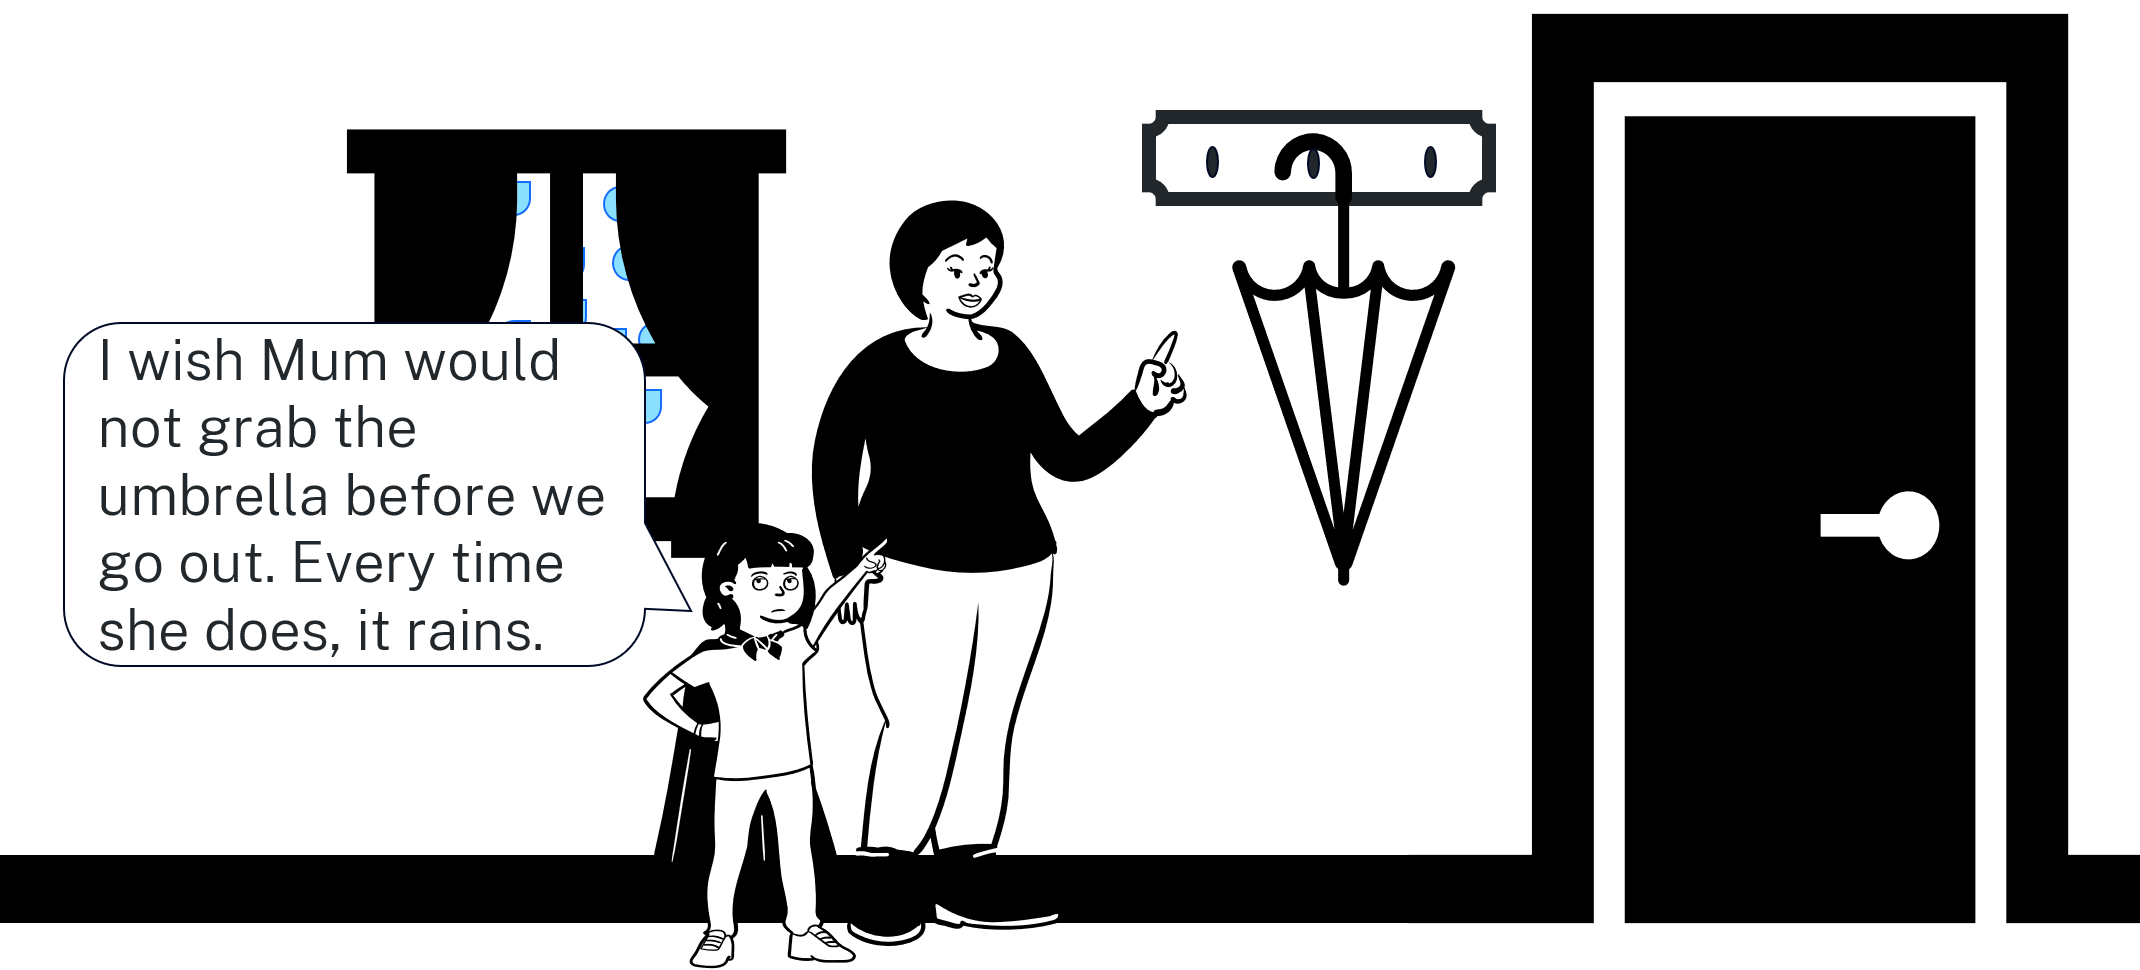 I wish Mum would
not grab the
umbrella before we
go out. Every time
she does, it rains.